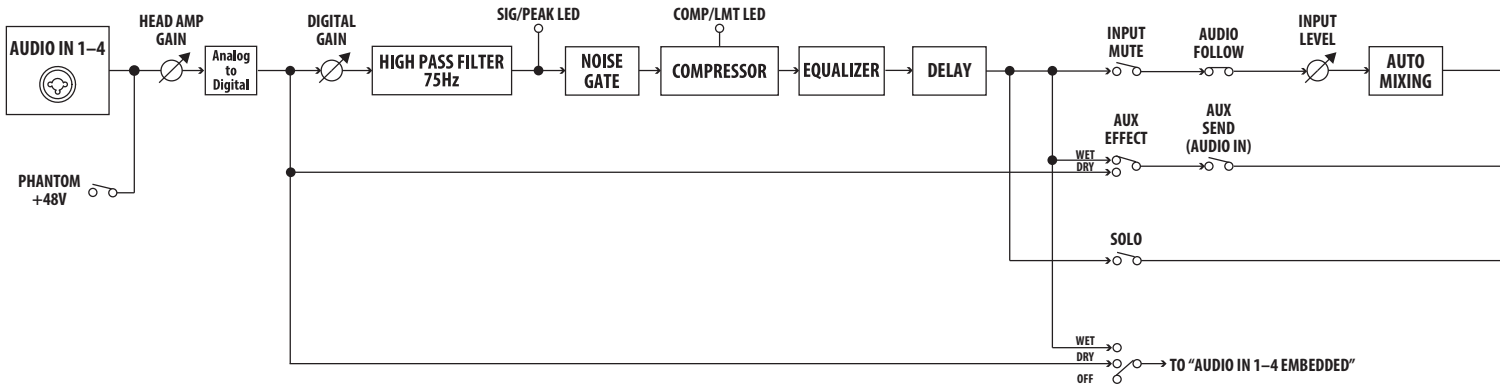 AUDIO IN 1–4
HEAD AMP
GAIN
Analog
to
Digital
DIGITAL
GAIN
HIGH PASS FILTER
75Hz
SIG/PEAK LED
NOISE
GATE
COMP/LMT LED
COMPRESSOR
EQUALIZER
DELAY
INPUT
MUTE
AUDIO
FOLLOW
INPUT
LEVEL
AUTO
MIXING
PHANTOM
+48V
AUX
EFFECT
AUX
SEND
(AUDIO IN)
WET
DRY
SOLO
WET
DRY
OFF
TO “AUDIO IN 1–4 EMBEDDED”